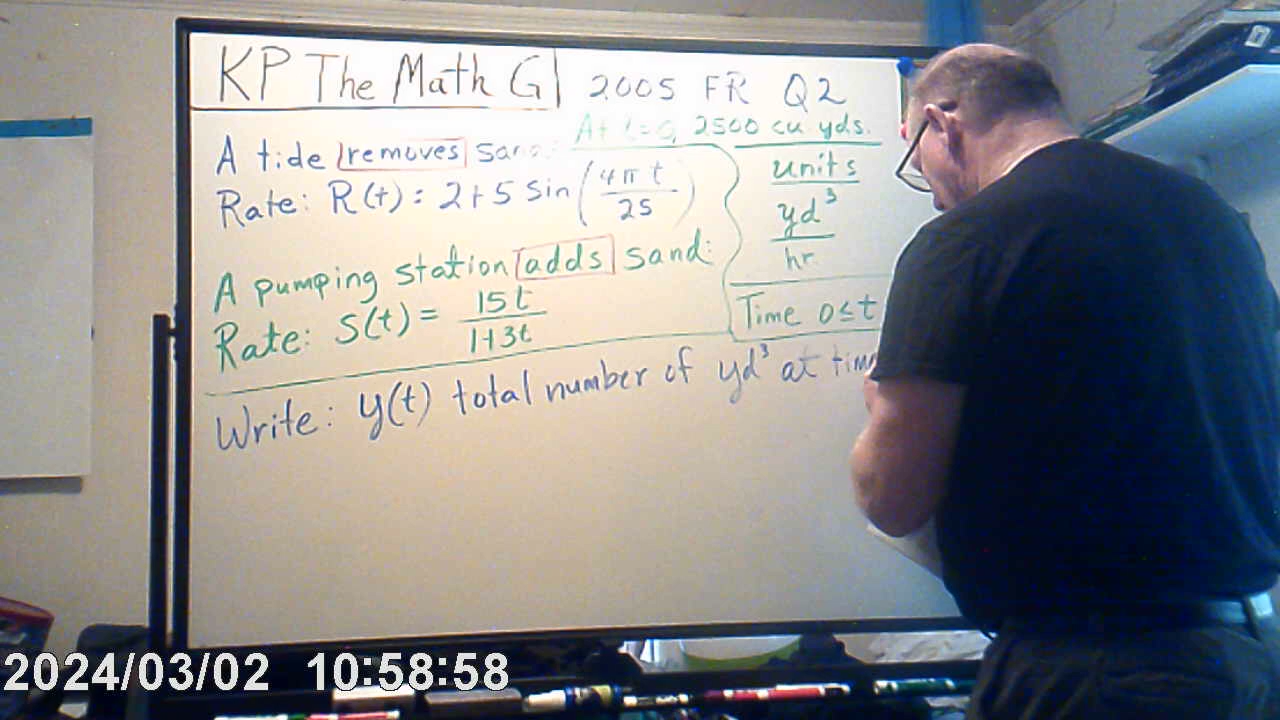 KP The Math G
2005 FR Q2
At t=0, 2500 cu yds.
A tide removes sand:
Rate: R(t) = 2+5 sin(4πt/25)
units
yd³/hr
A pumping station adds sand:
Rate: S(t) = 15t/1+3t
Time 0≤t
Write: y(t) total number of yd³ at time
2024/03/02 10:58:58